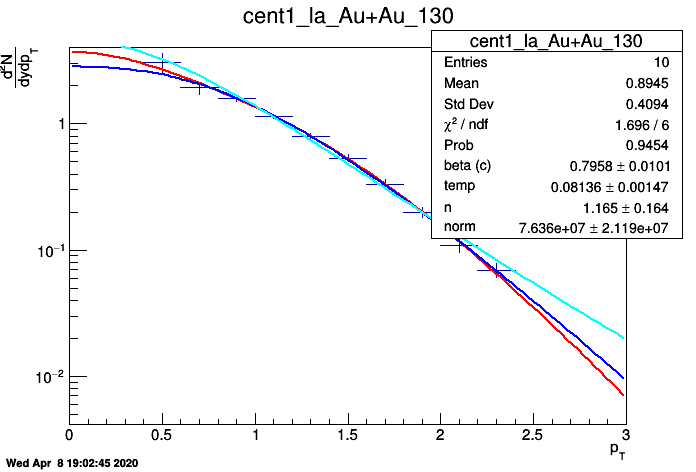 cent1_la_Au+Au_130
d²N
dydp_T
cent1_la_Au+Au_130
Entries 10
Mean 0.8945
Std Dev 0.4094
χ² / ndf 1.696 / 6
Prob 0.9454
beta (c) 0.7958 ± 0.0101
temp 0.08136 ± 0.00147
n 1.165 ± 0.164
norm 7.636e+07 ± 2.119e+07
1
10⁻¹
10⁻²
0 0.5 1 1.5 2 2.5 3
p_T
Wed Apr 8 19:02:45 2020